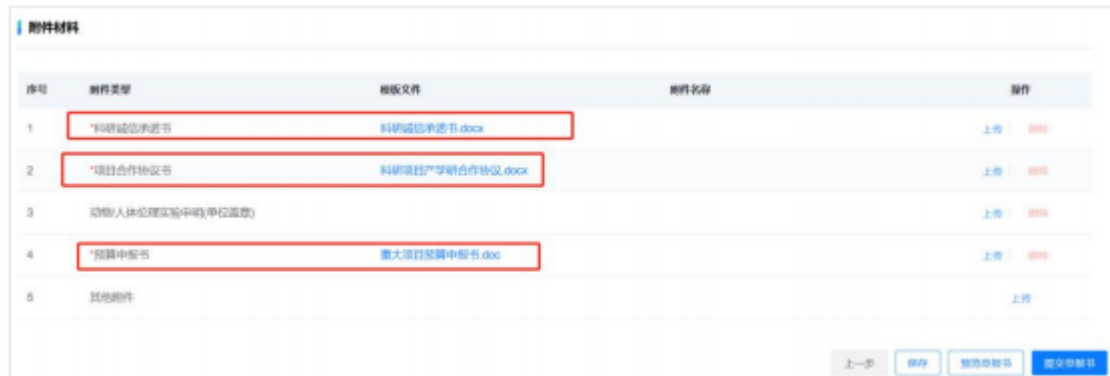 附件材料
序号 附件类型 模版文件 附件名称 操作
1 *科研诚信承诺书 科研诚信承诺书.docx 上传 删除
2 *项目合作协议书 科研项目产学研合作协议.docx 上传 删除
3 动物/人体伦理实验申明(单位盖章) 上传 删除
4 *预算申报书 重大项目预算申报书.doc 上传 删除
5 其他附件 上传
上一步 保存 预览申报书 提交申报书